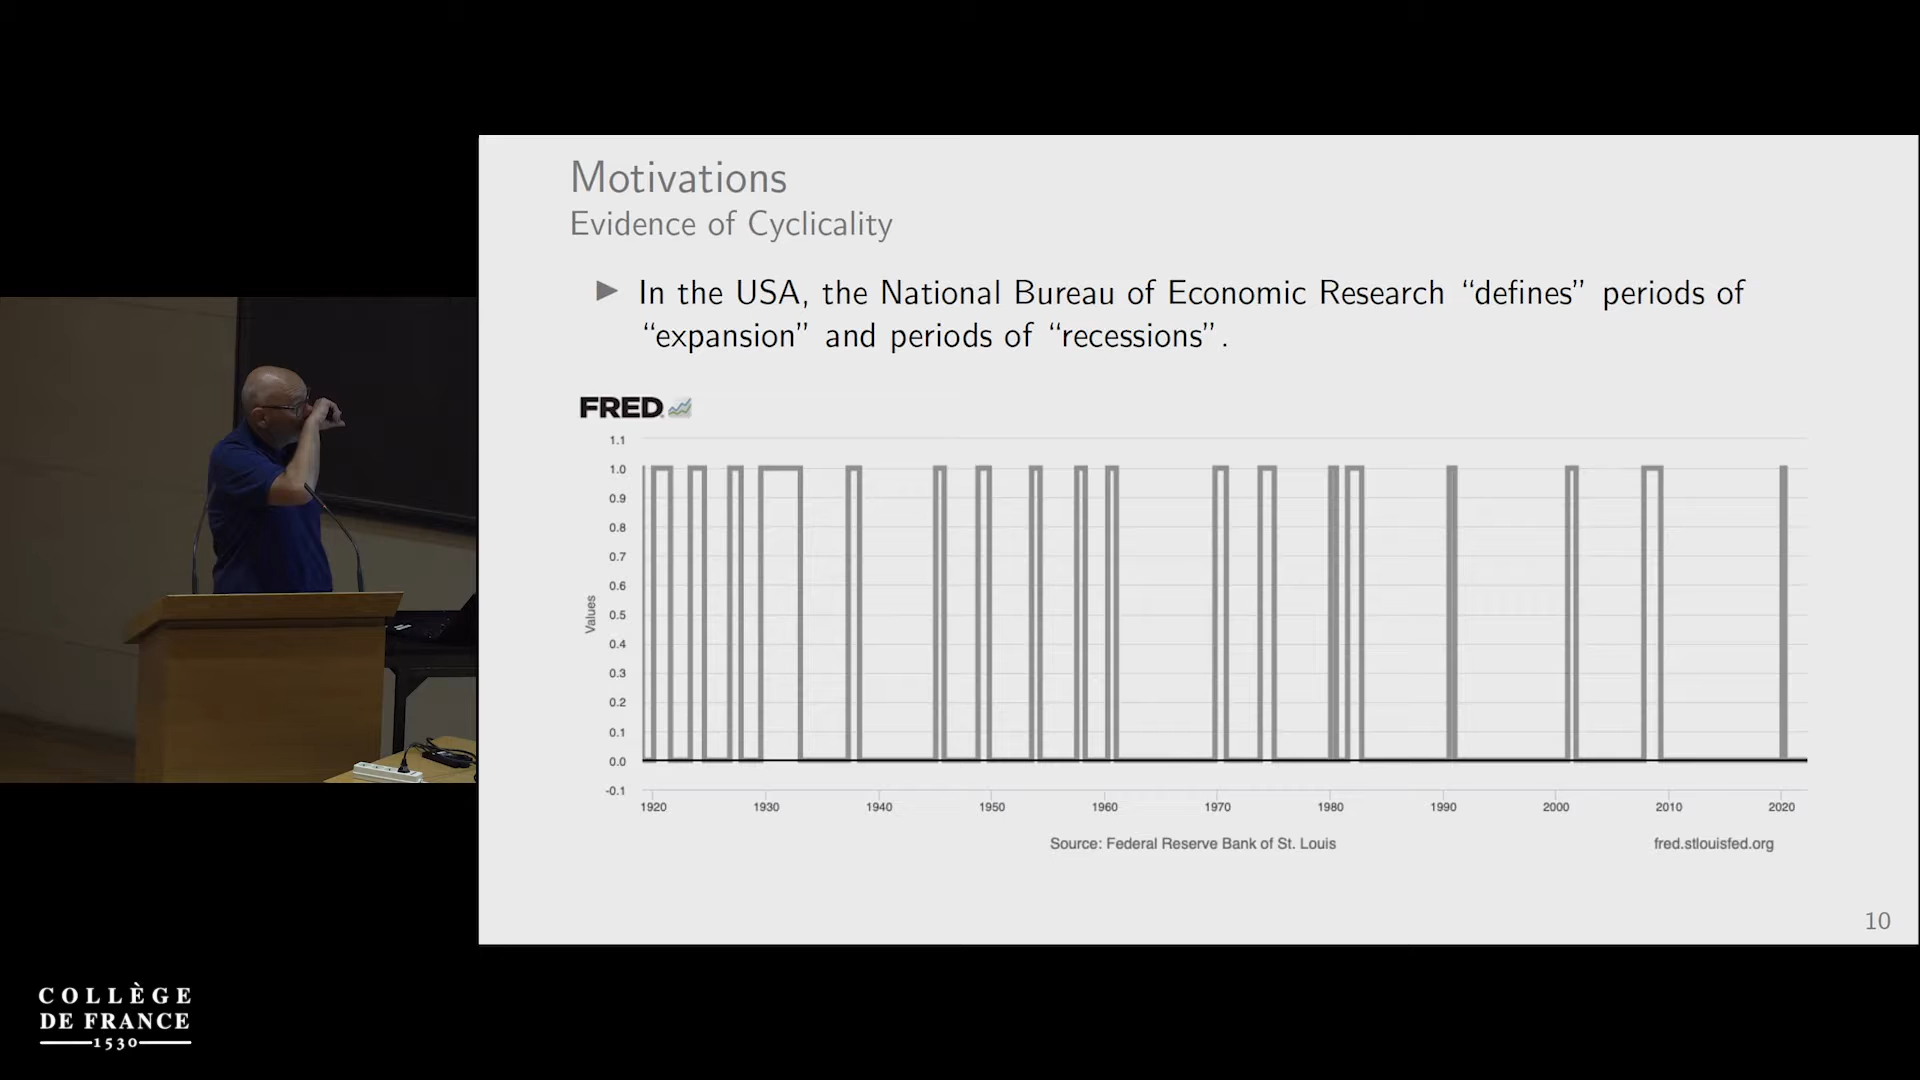 Motivations
Evidence of Cyclicality
► In the USA, the National Bureau of Economic Research “defines” periods of
“expansion” and periods of “recessions”.
FRED
1.1
1.0
0.9
0.8
0.7
0.6
0.5
0.4
0.3
0.2
0.1
0.0
-0.1
Values
1920 1930 1940 1950 1960 1970 1980 1990 2000 2010 2020
Source: Federal Reserve Bank of St. Louis fred.stlouisfed.org
10
COLLÈGE
DE FRANCE
1530